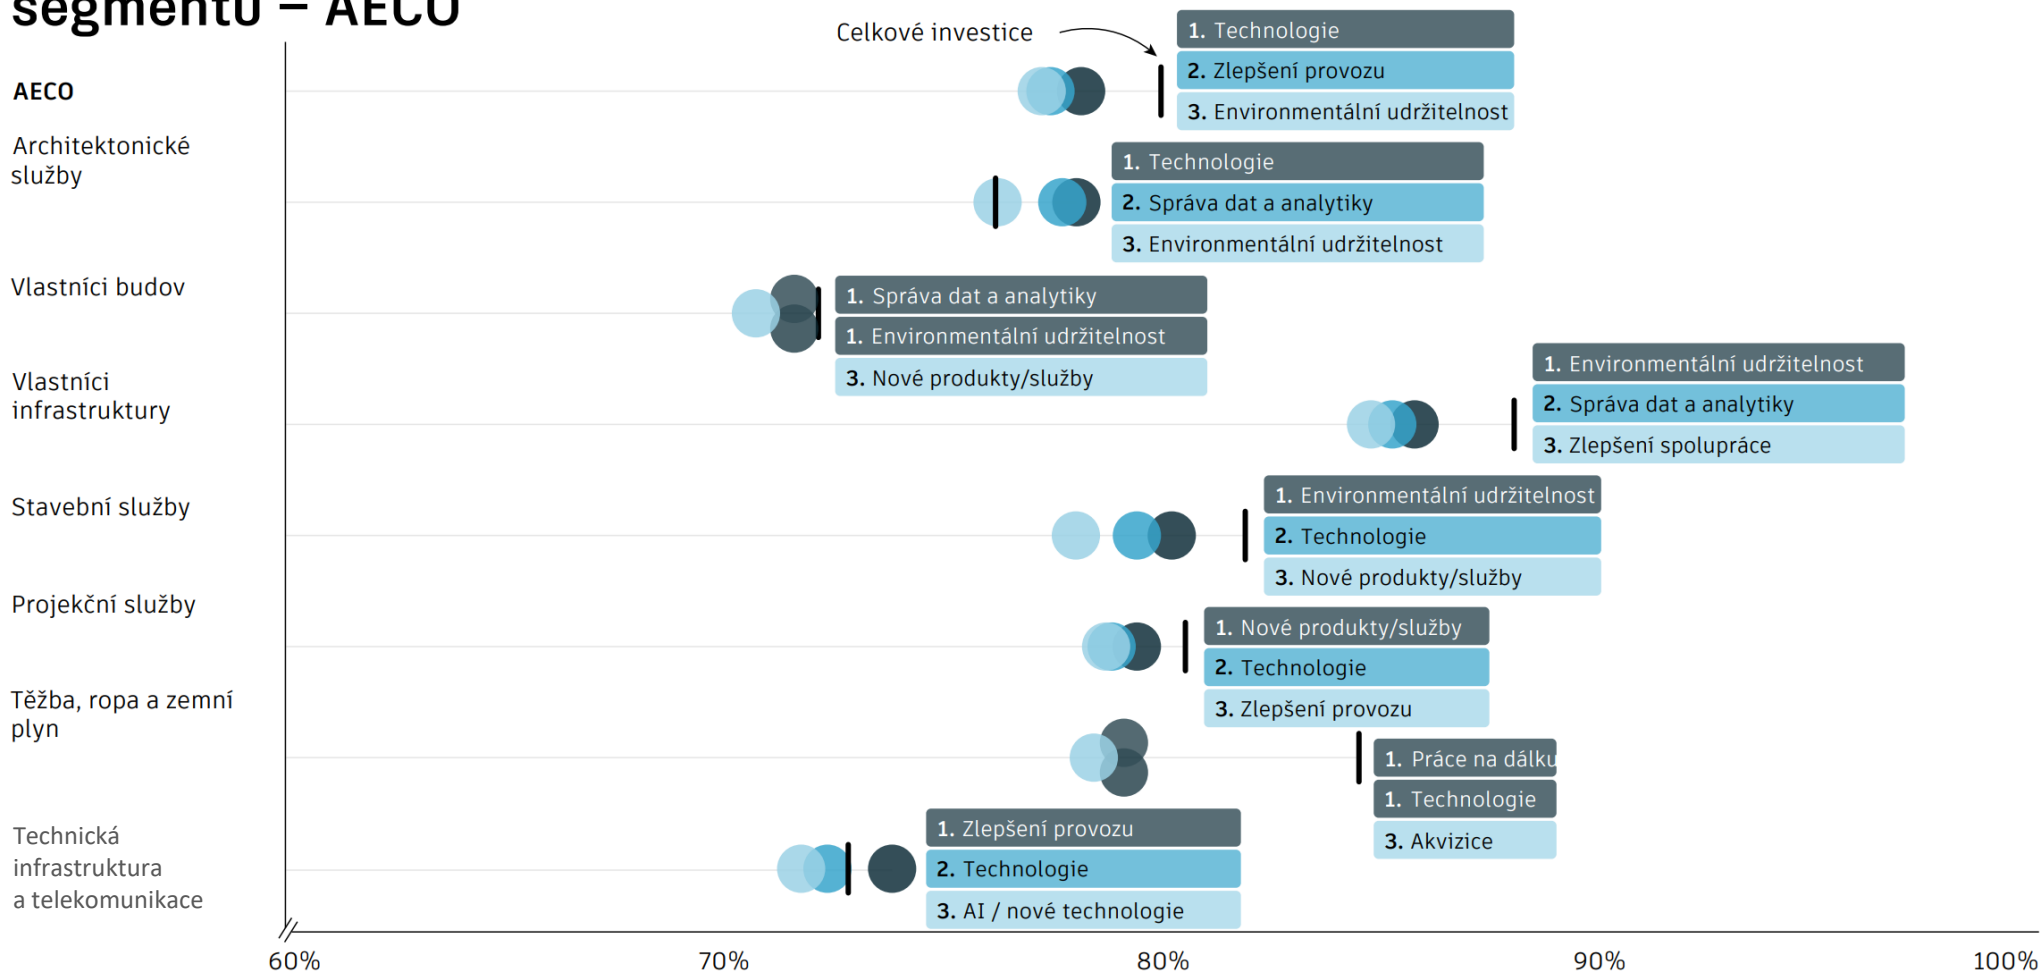 segmentu – AECO
Celkové investice
AECO
1. Technologie
2. Zlepšení provozu
3. Environmentální udržitelnost
Architektonické
služby
1. Technologie
2. Správa dat a analytiky
3. Environmentální udržitelnost
Vlastníci budov
1. Správa dat a analytiky
1. Environmentální udržitelnost
3. Nové produkty/služby
Vlastníci
infrastruktury
1. Environmentální udržitelnost
2. Správa dat a analytiky
3. Zlepšení spolupráce
Stavební služby
1. Environmentální udržitelnost
2. Technologie
3. Nové produkty/služby
Projekční služby
1. Nové produkty/služby
2. Technologie
3. Zlepšení provozu
Těžba, ropa a zemní
plyn
1. Práce na dálku
1. Technologie
3. Akvizice
Technická
infrastruktura
a telekomunikace
1. Zlepšení provozu
2. Technologie
3. AI / nové technologie
60%
70%
80%
90%
100%